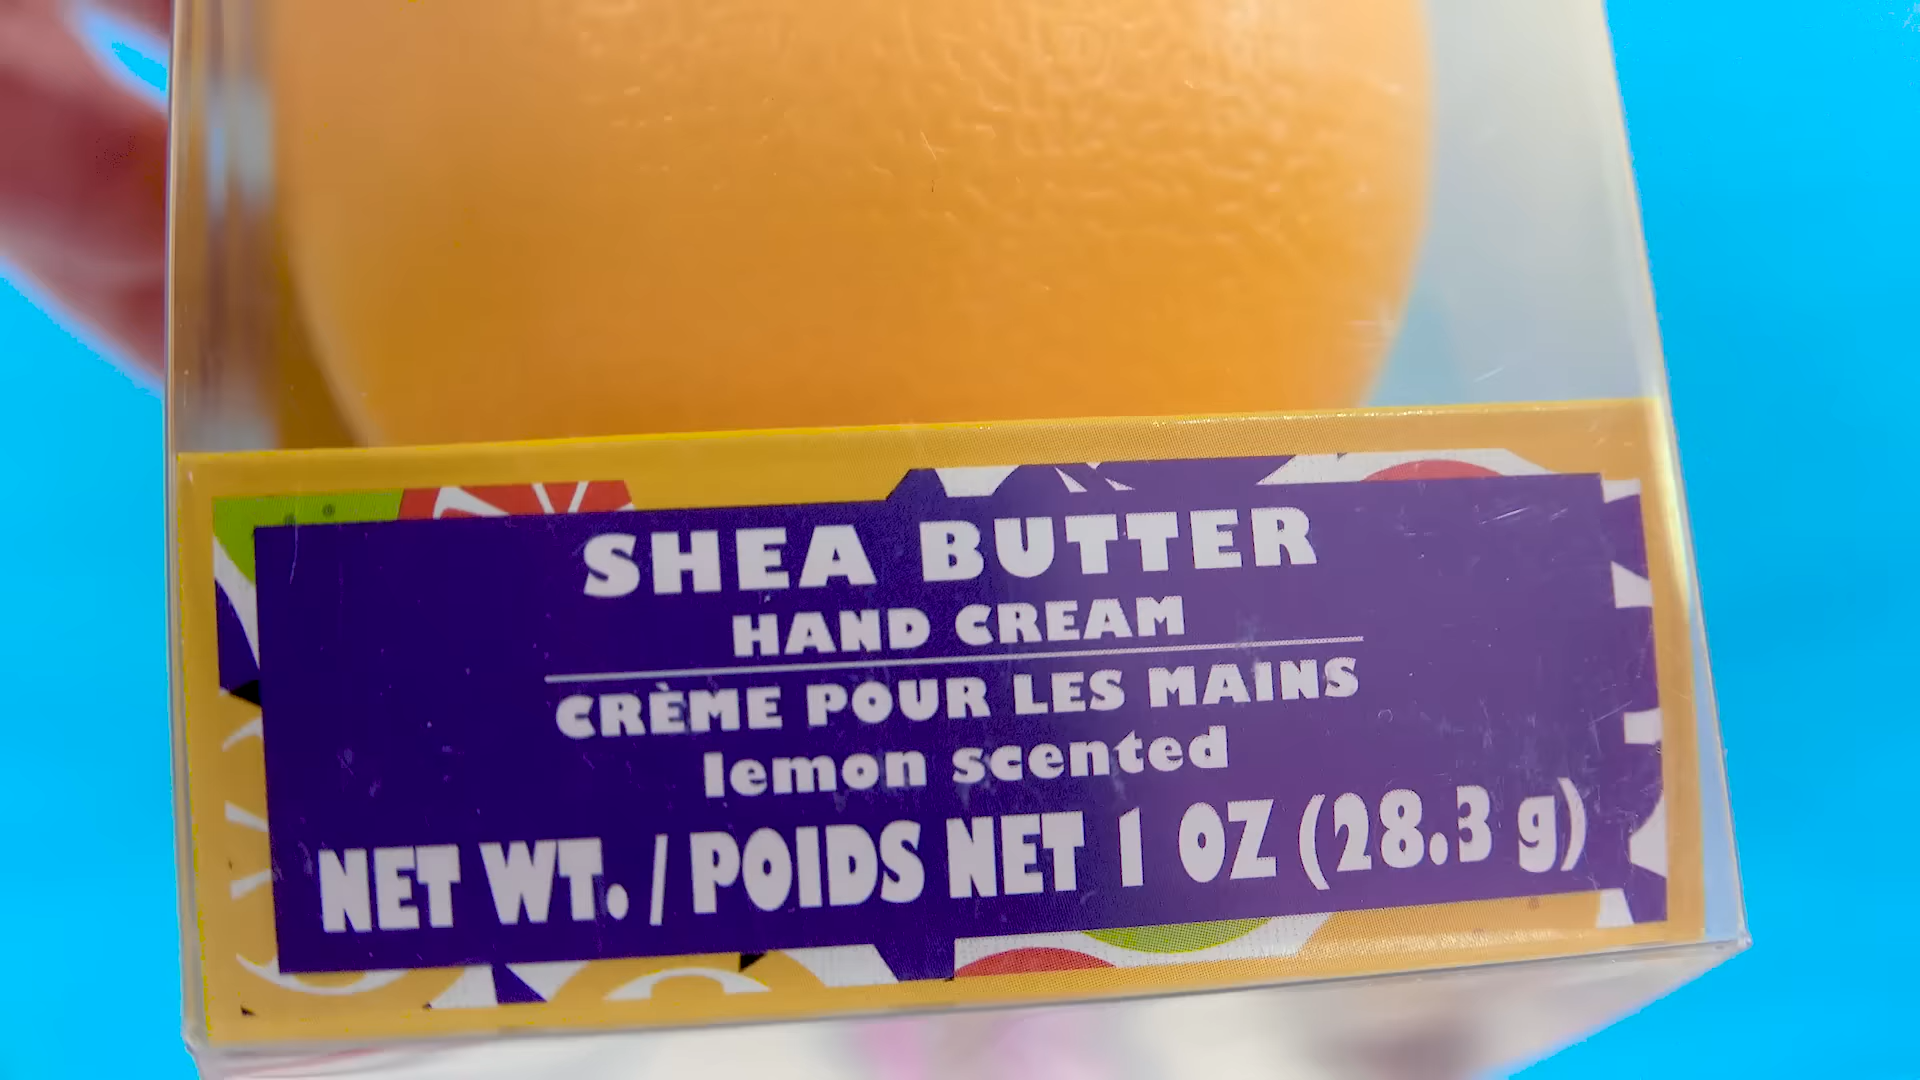 SHEA BUTTER
HAND CREAM
CRÈME POUR LES MAINS
lemon scented
NET WT. / POIDS NET 1 OZ (28.3 g)